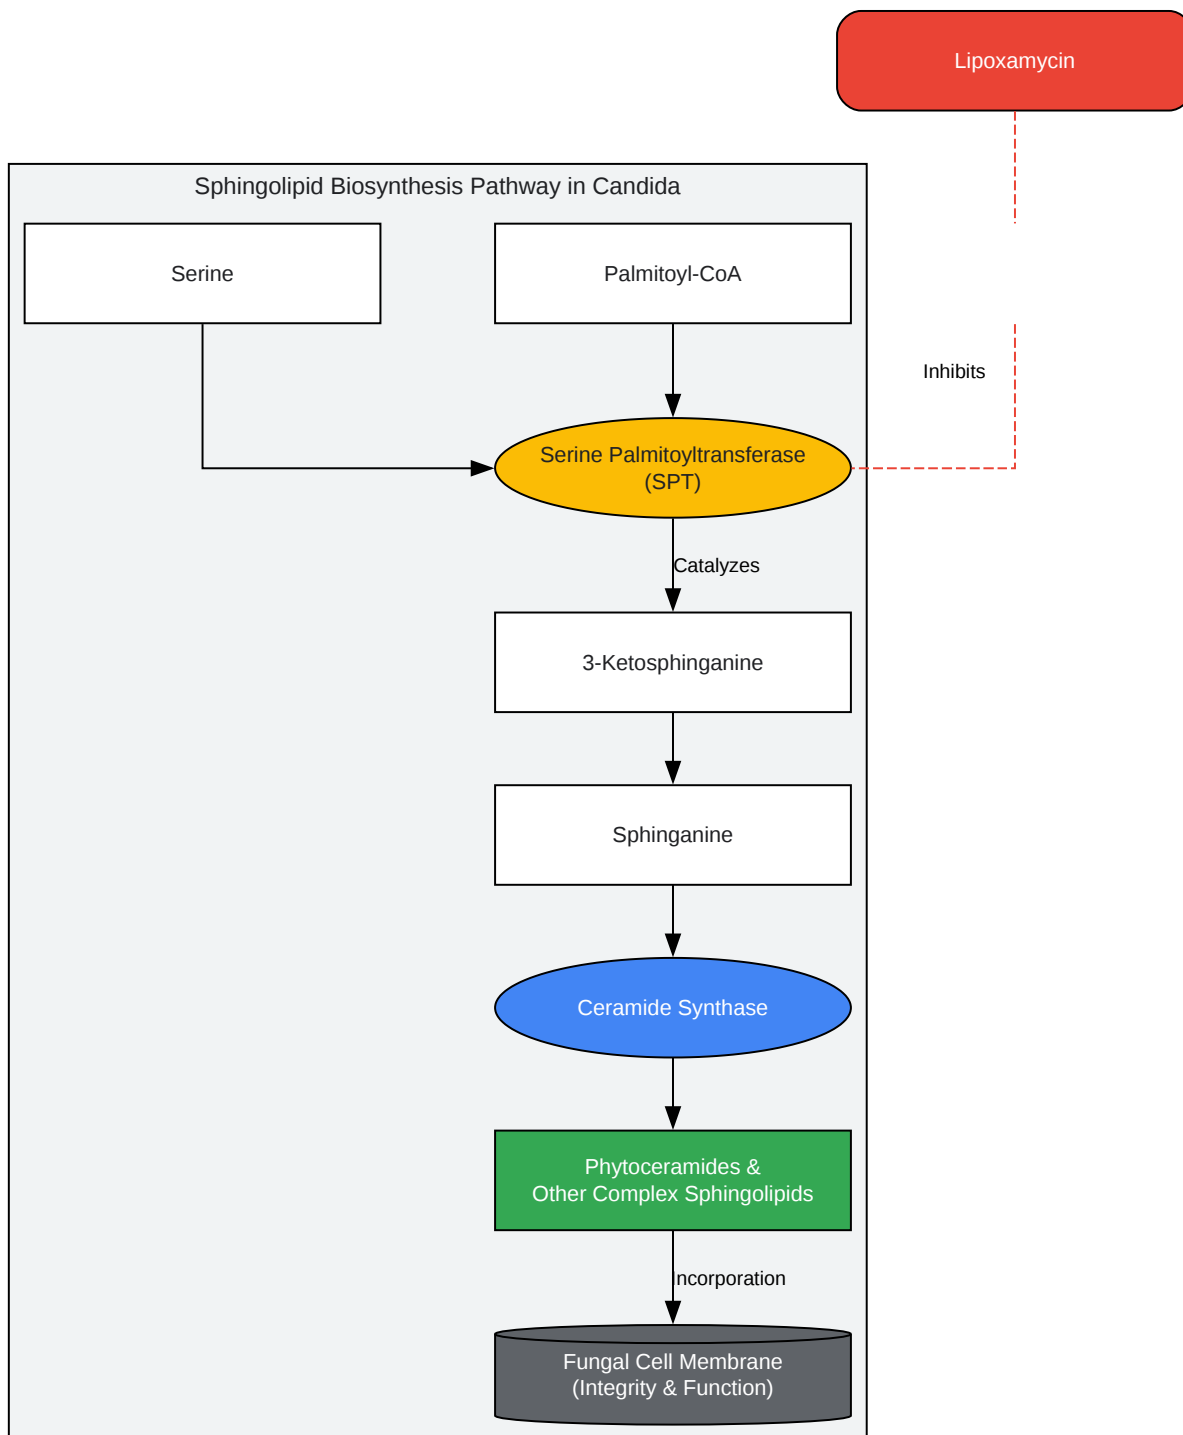 Lipoxamycin
Sphingolipid Biosynthesis Pathway in Candida
Serine
Palmitoyl-CoA
Inhibits
Serine Palmitoyltransferase
(SPT)
Catalyzes
3-Ketosphinganine
Sphinganine
Ceramide Synthase
Phytoceramides &
Other Complex Sphingolipids
Incorporation
Fungal Cell Membrane
(Integrity & Function)